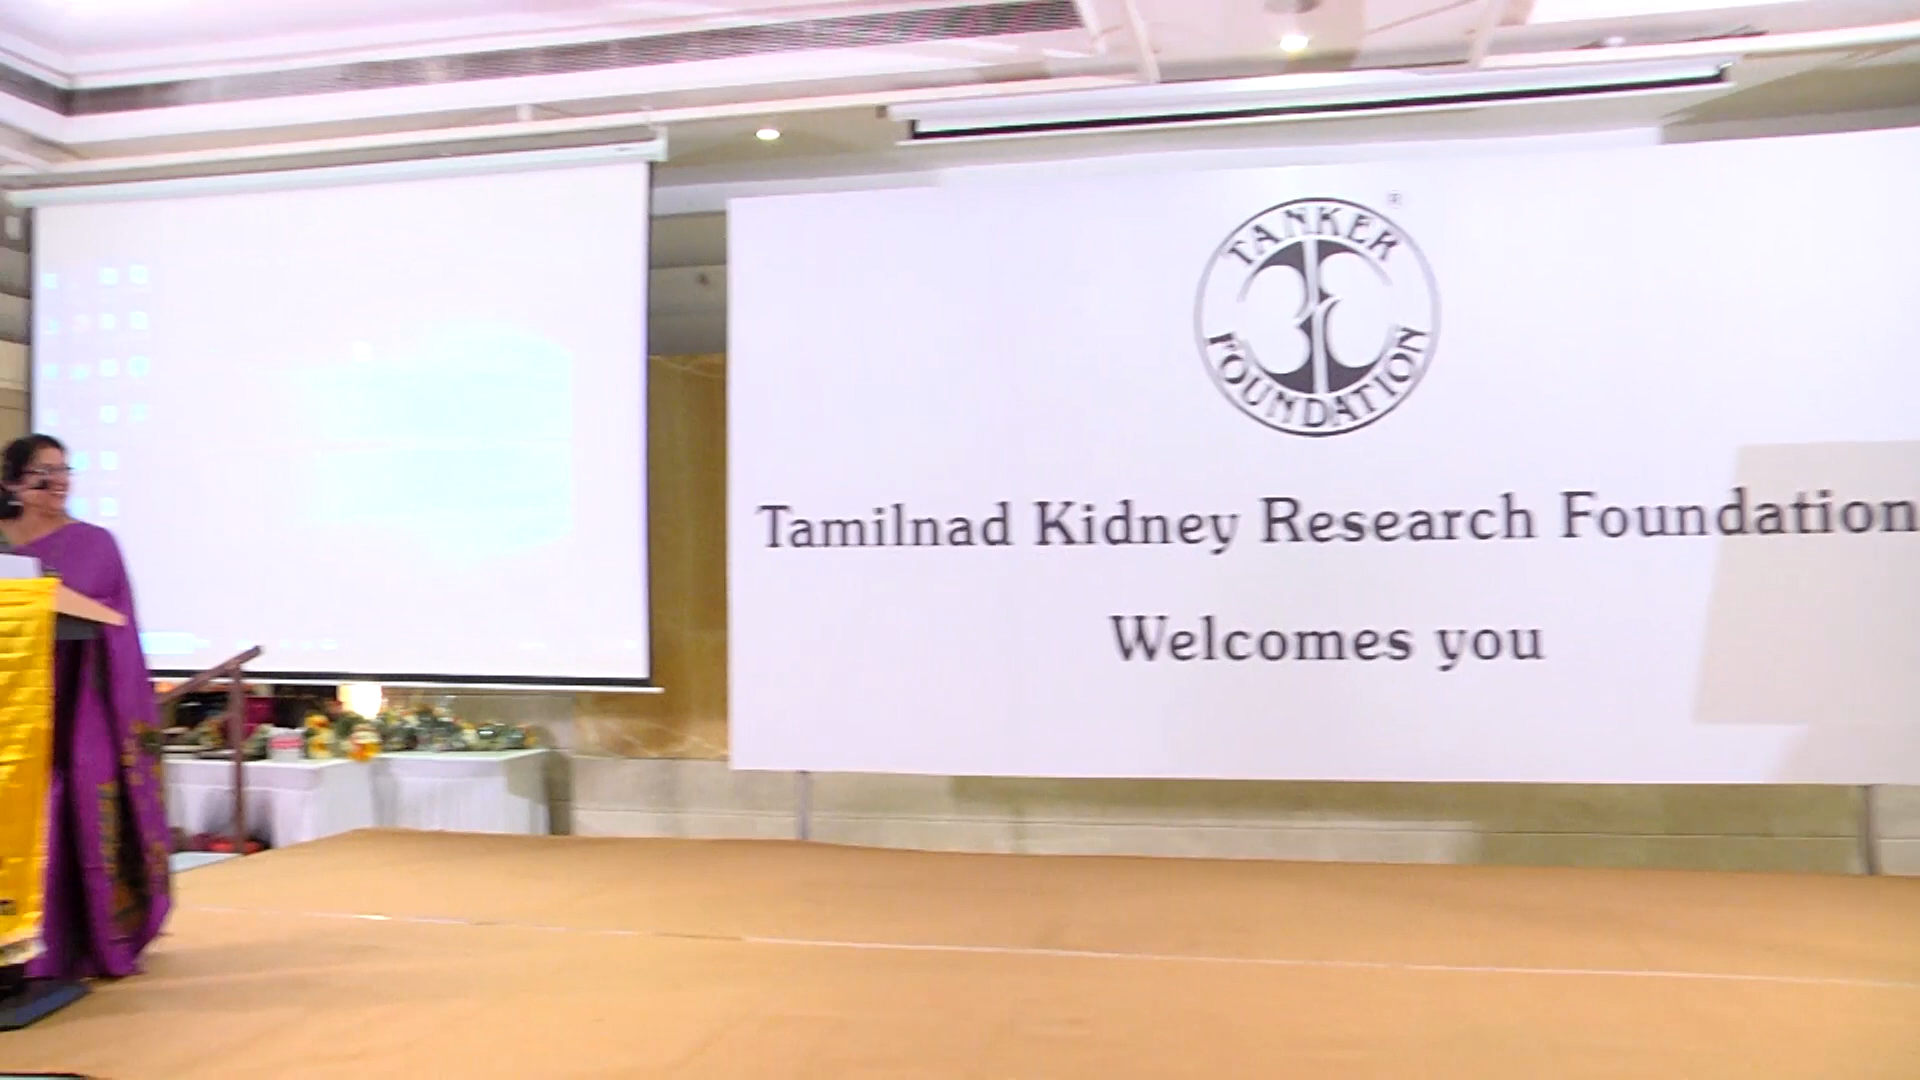 TANKER
®
FOUNDATION
Tamilnad Kidney Research Foundation
Welcomes you